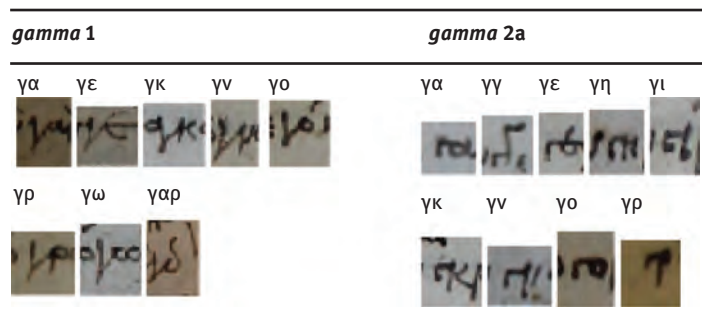 gamma 1 gamma 2a
γα γε γκ γν γο γα γγ γε γη γι
γρ γω γαρ γκ γν γο γρ